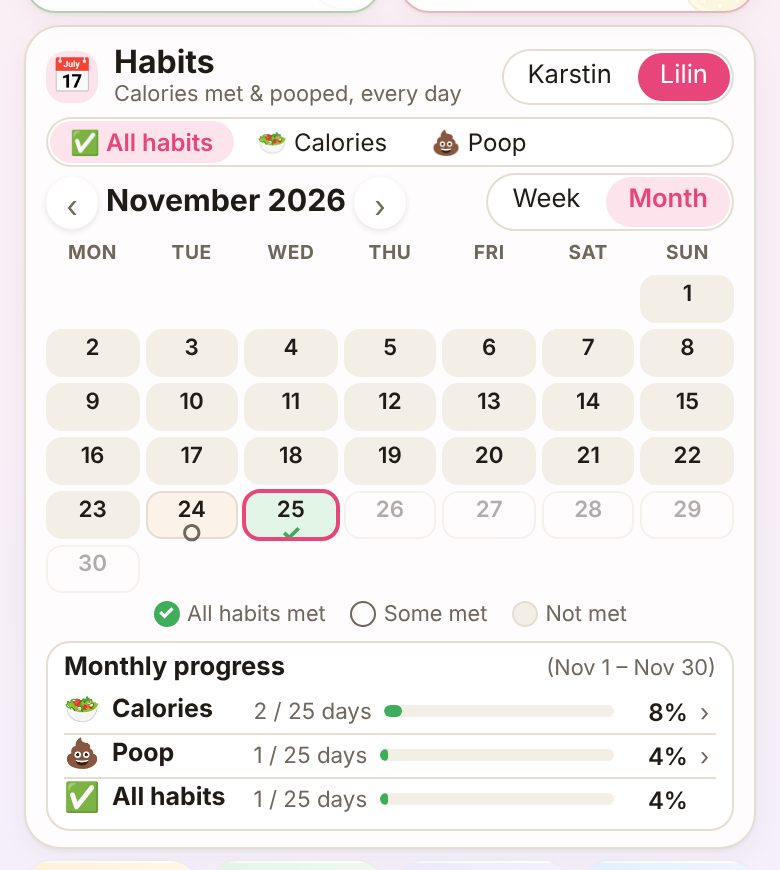 July
17
Habits
Calories met & pooped, every day
Karstin
Lilin
All habits
Calories
Poop
‹ November 2026 ›
Week
Month
MON TUE WED THU FRI SAT SUN
1
2 3 4 5 6 7 8
9 10 11 12 13 14 15
16 17 18 19 20 21 22
23 24 25 26 27 28 29
30
All habits met Some met Not met
Monthly progress (Nov 1 – Nov 30)
Calories 2 / 25 days 8% ›
Poop 1 / 25 days 4% ›
All habits 1 / 25 days 4%